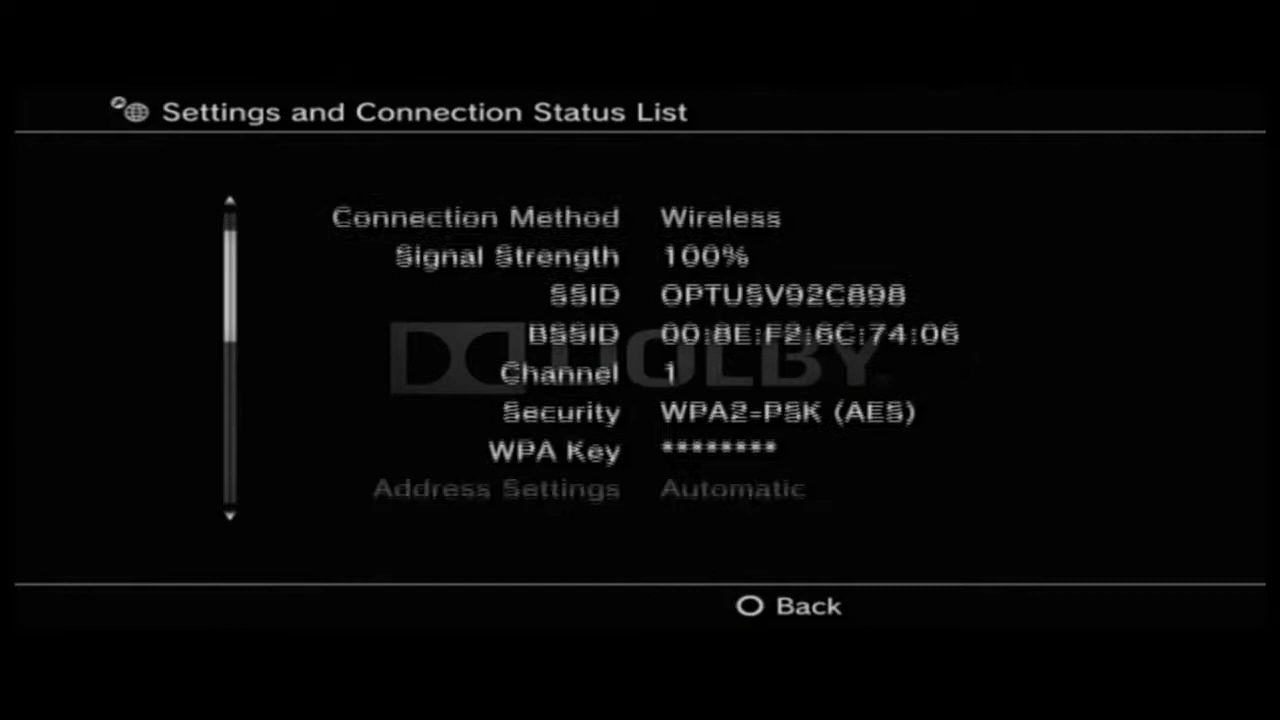 Settings and Connection Status List
Connection Method Wireless
Signal Strength 100%
SSID OPTUSV92C898
BSSID 00:8E:F2:6C:74:06
DOLBY
Channel 1
Security WPA2-PSK (AES)
WPA Key ********
Address Settings Automatic
Back